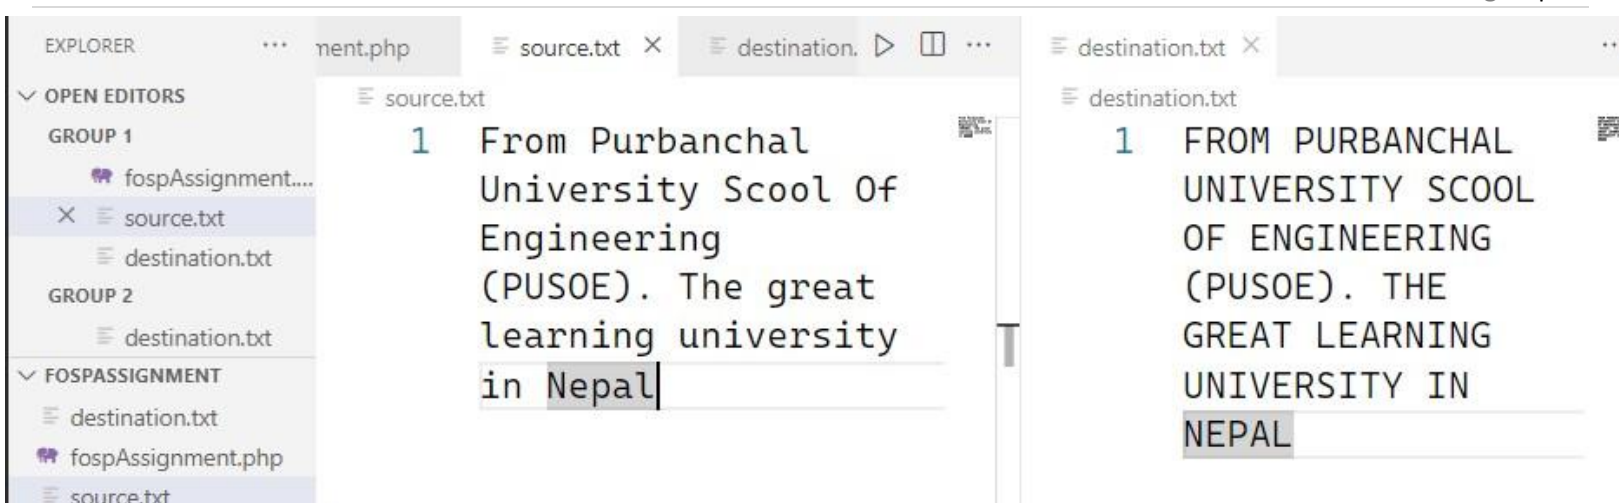 EXPLORER
OPEN EDITORS
GROUP 1
fospAssignment....
source.txt
destination.txt
GROUP 2
destination.txt
FOSPASSIGNMENT
destination.txt
fospAssignment.php
source.txt
ment.php
source.txt
destination.
source.txt
1 From Purbanchal
University Scool Of
Engineering
(PUSOE). The great
learning university
in Nepal
destination.txt
destination.txt
1 FROM PURBANCHAL
UNIVERSITY SCOOL
OF ENGINEERING
(PUSOE). THE
GREAT LEARNING
UNIVERSITY IN
NEPAL